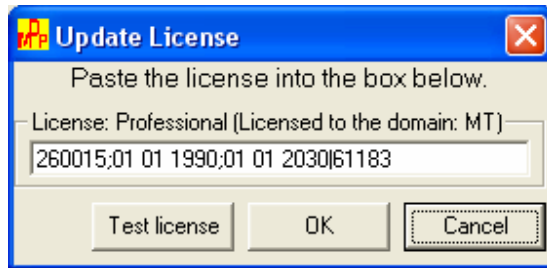 Update License
Paste the license into the box below.
License: Professional (Licensed to the domain: MT)
260015;01 01 1990;01 01 2030|61183
Test license OK Cancel